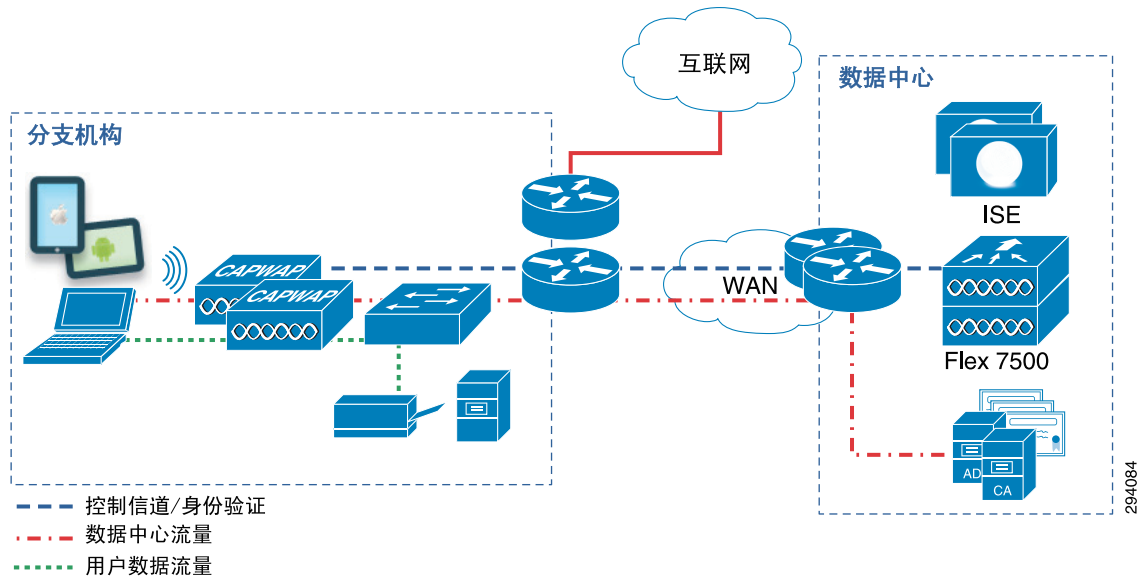 互联网
数据中心
分支机构
ISE
CAPWAP
CAPWAP
WAN
Flex 7500
AD
CA
294084
控制信道/身份验证
数据中心流量
用户数据流量